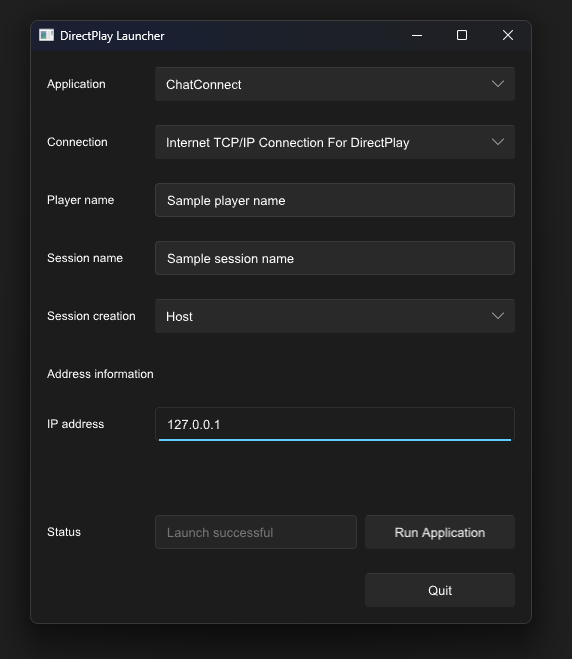 DirectPlay Launcher
Application
ChatConnect
Connection
Internet TCP/IP Connection For DirectPlay
Player name
Sample player name
Session name
Sample session name
Session creation
Host
Address information
IP address
127.0.0.1
Status
Launch successful
Run Application
Quit